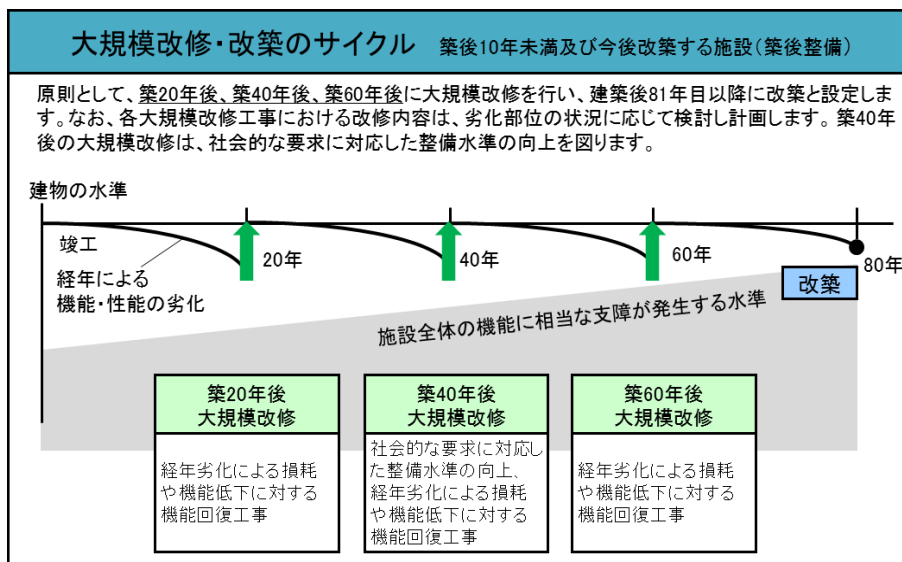 大規模改修・改築のサイクル 築後10年未満及び今後改築する施設(築後整備)
原則として、築20年後、築40年後、築60年後に大規模改修を行い、建築後81年目以降に改築と設定しま
す。なお、各大規模改修工事における改修内容は、劣化部位の状況に応じて検討し計画します。築40年
後の大規模改修は、社会的な要求に対応した整備水準の向上を図ります。
建物の水準
竣工
20年
40年
60年
80年
経年による
機能・性能の劣化
改築
施設全体の機能に相当な支障が発生する水準
築20年後
大規模改修
経年劣化による損耗
や機能低下に対する
機能回復工事
築40年後
大規模改修
社会的な要求に対応し
た整備水準の向上、
経年劣化による損耗
や機能低下に対する
機能回復工事
築60年後
大規模改修
経年劣化による損耗
や機能低下に対する
機能回復工事